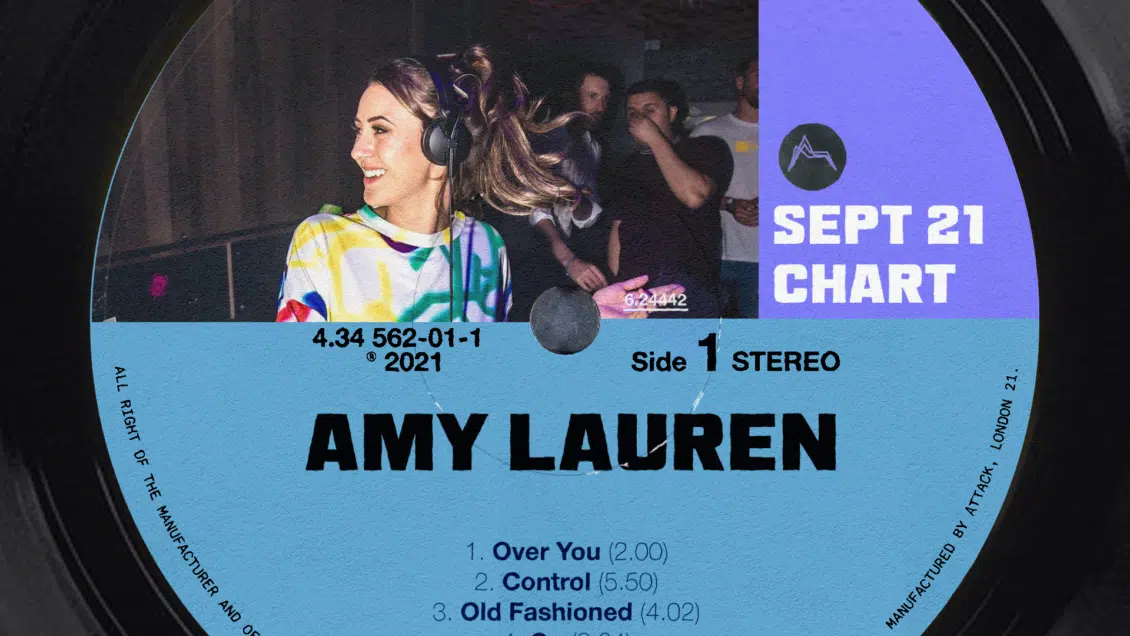 SEPT 21
CHART
6.24442
4.34 562-01-1
® 2021
Side 1 STEREO
AMY LAUREN
1. Over You (2.00)
2. Control (5.50)
3. Old Fashioned (4.02)
ALL RIGHT OF THE MANUFACTURER AND OF
MANUFACTURED BY ATTACK, LONDON 21.